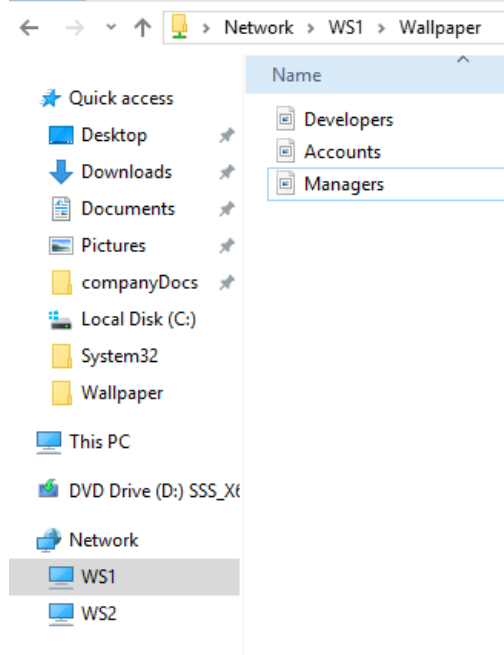 Network > WS1 > Wallpaper
Name
Quick access
Desktop
Downloads
Documents
Pictures
companyDocs
Local Disk (C:)
System32
Wallpaper
This PC
DVD Drive (D:) SSS_X6
Network
WS1
WS2
Developers
Accounts
Managers